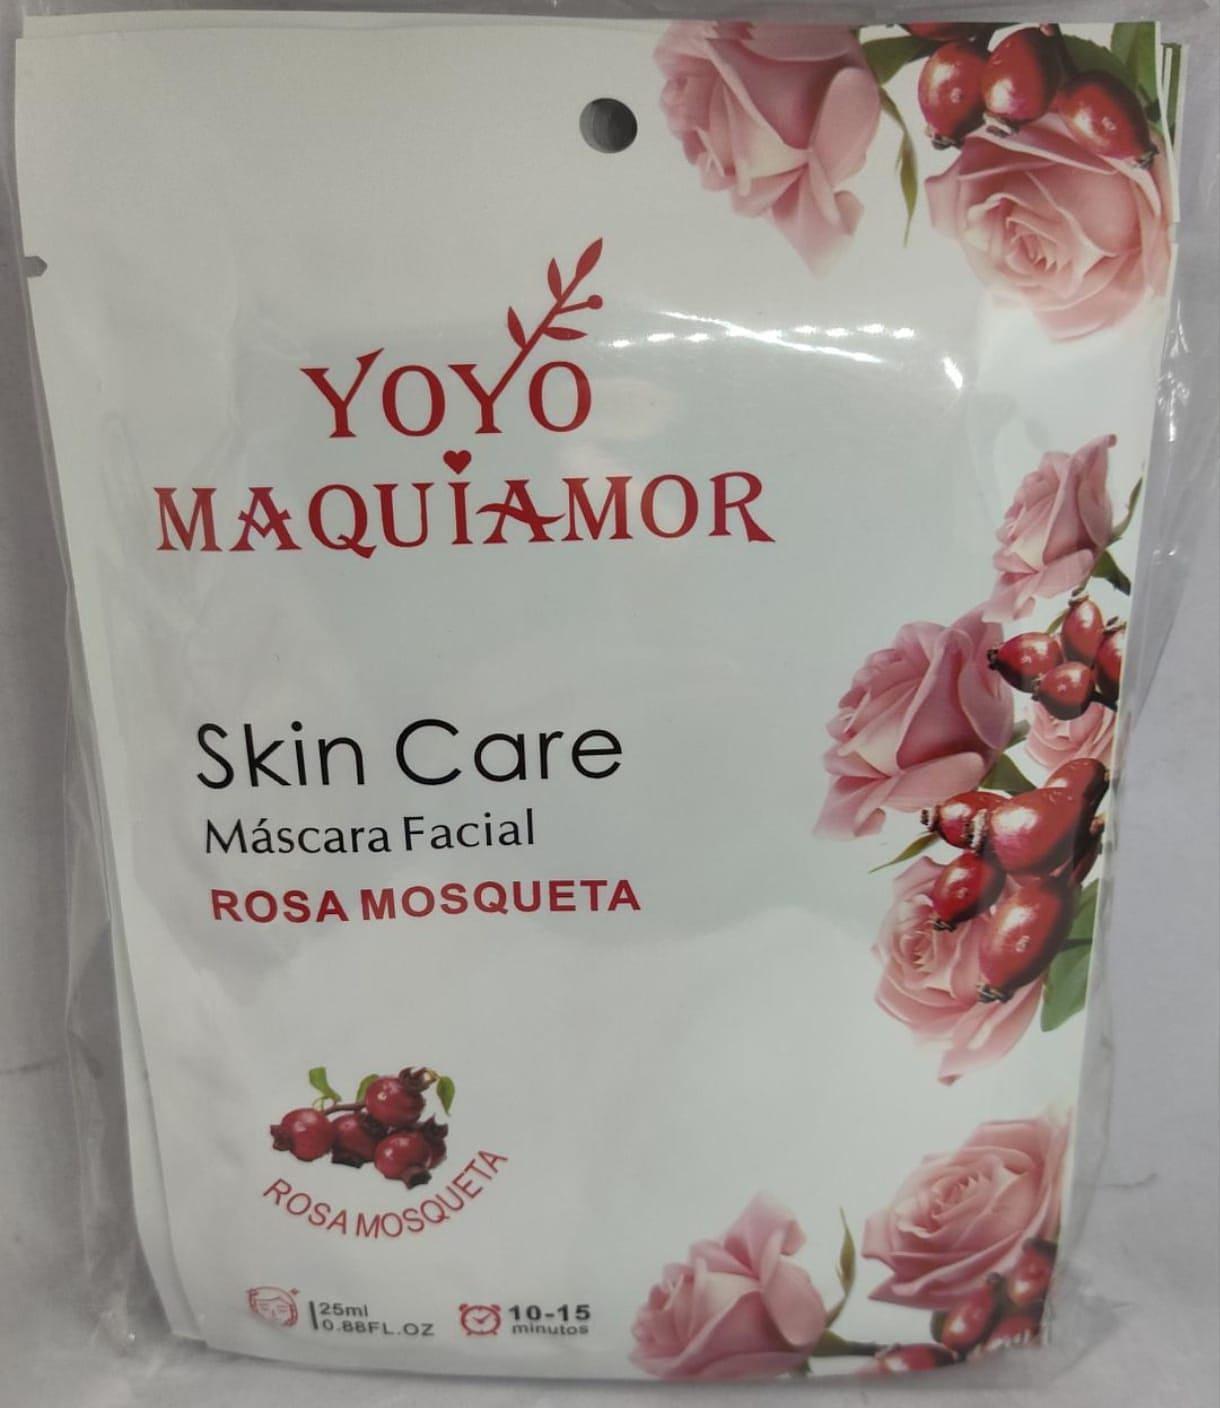 YOYO
MAQUIAMOR
Skin Care
Máscara Facial
ROSA MOSQUETA
ROSA MOSQUETA
25ml
0.88FL.OZ
10-15
minutos